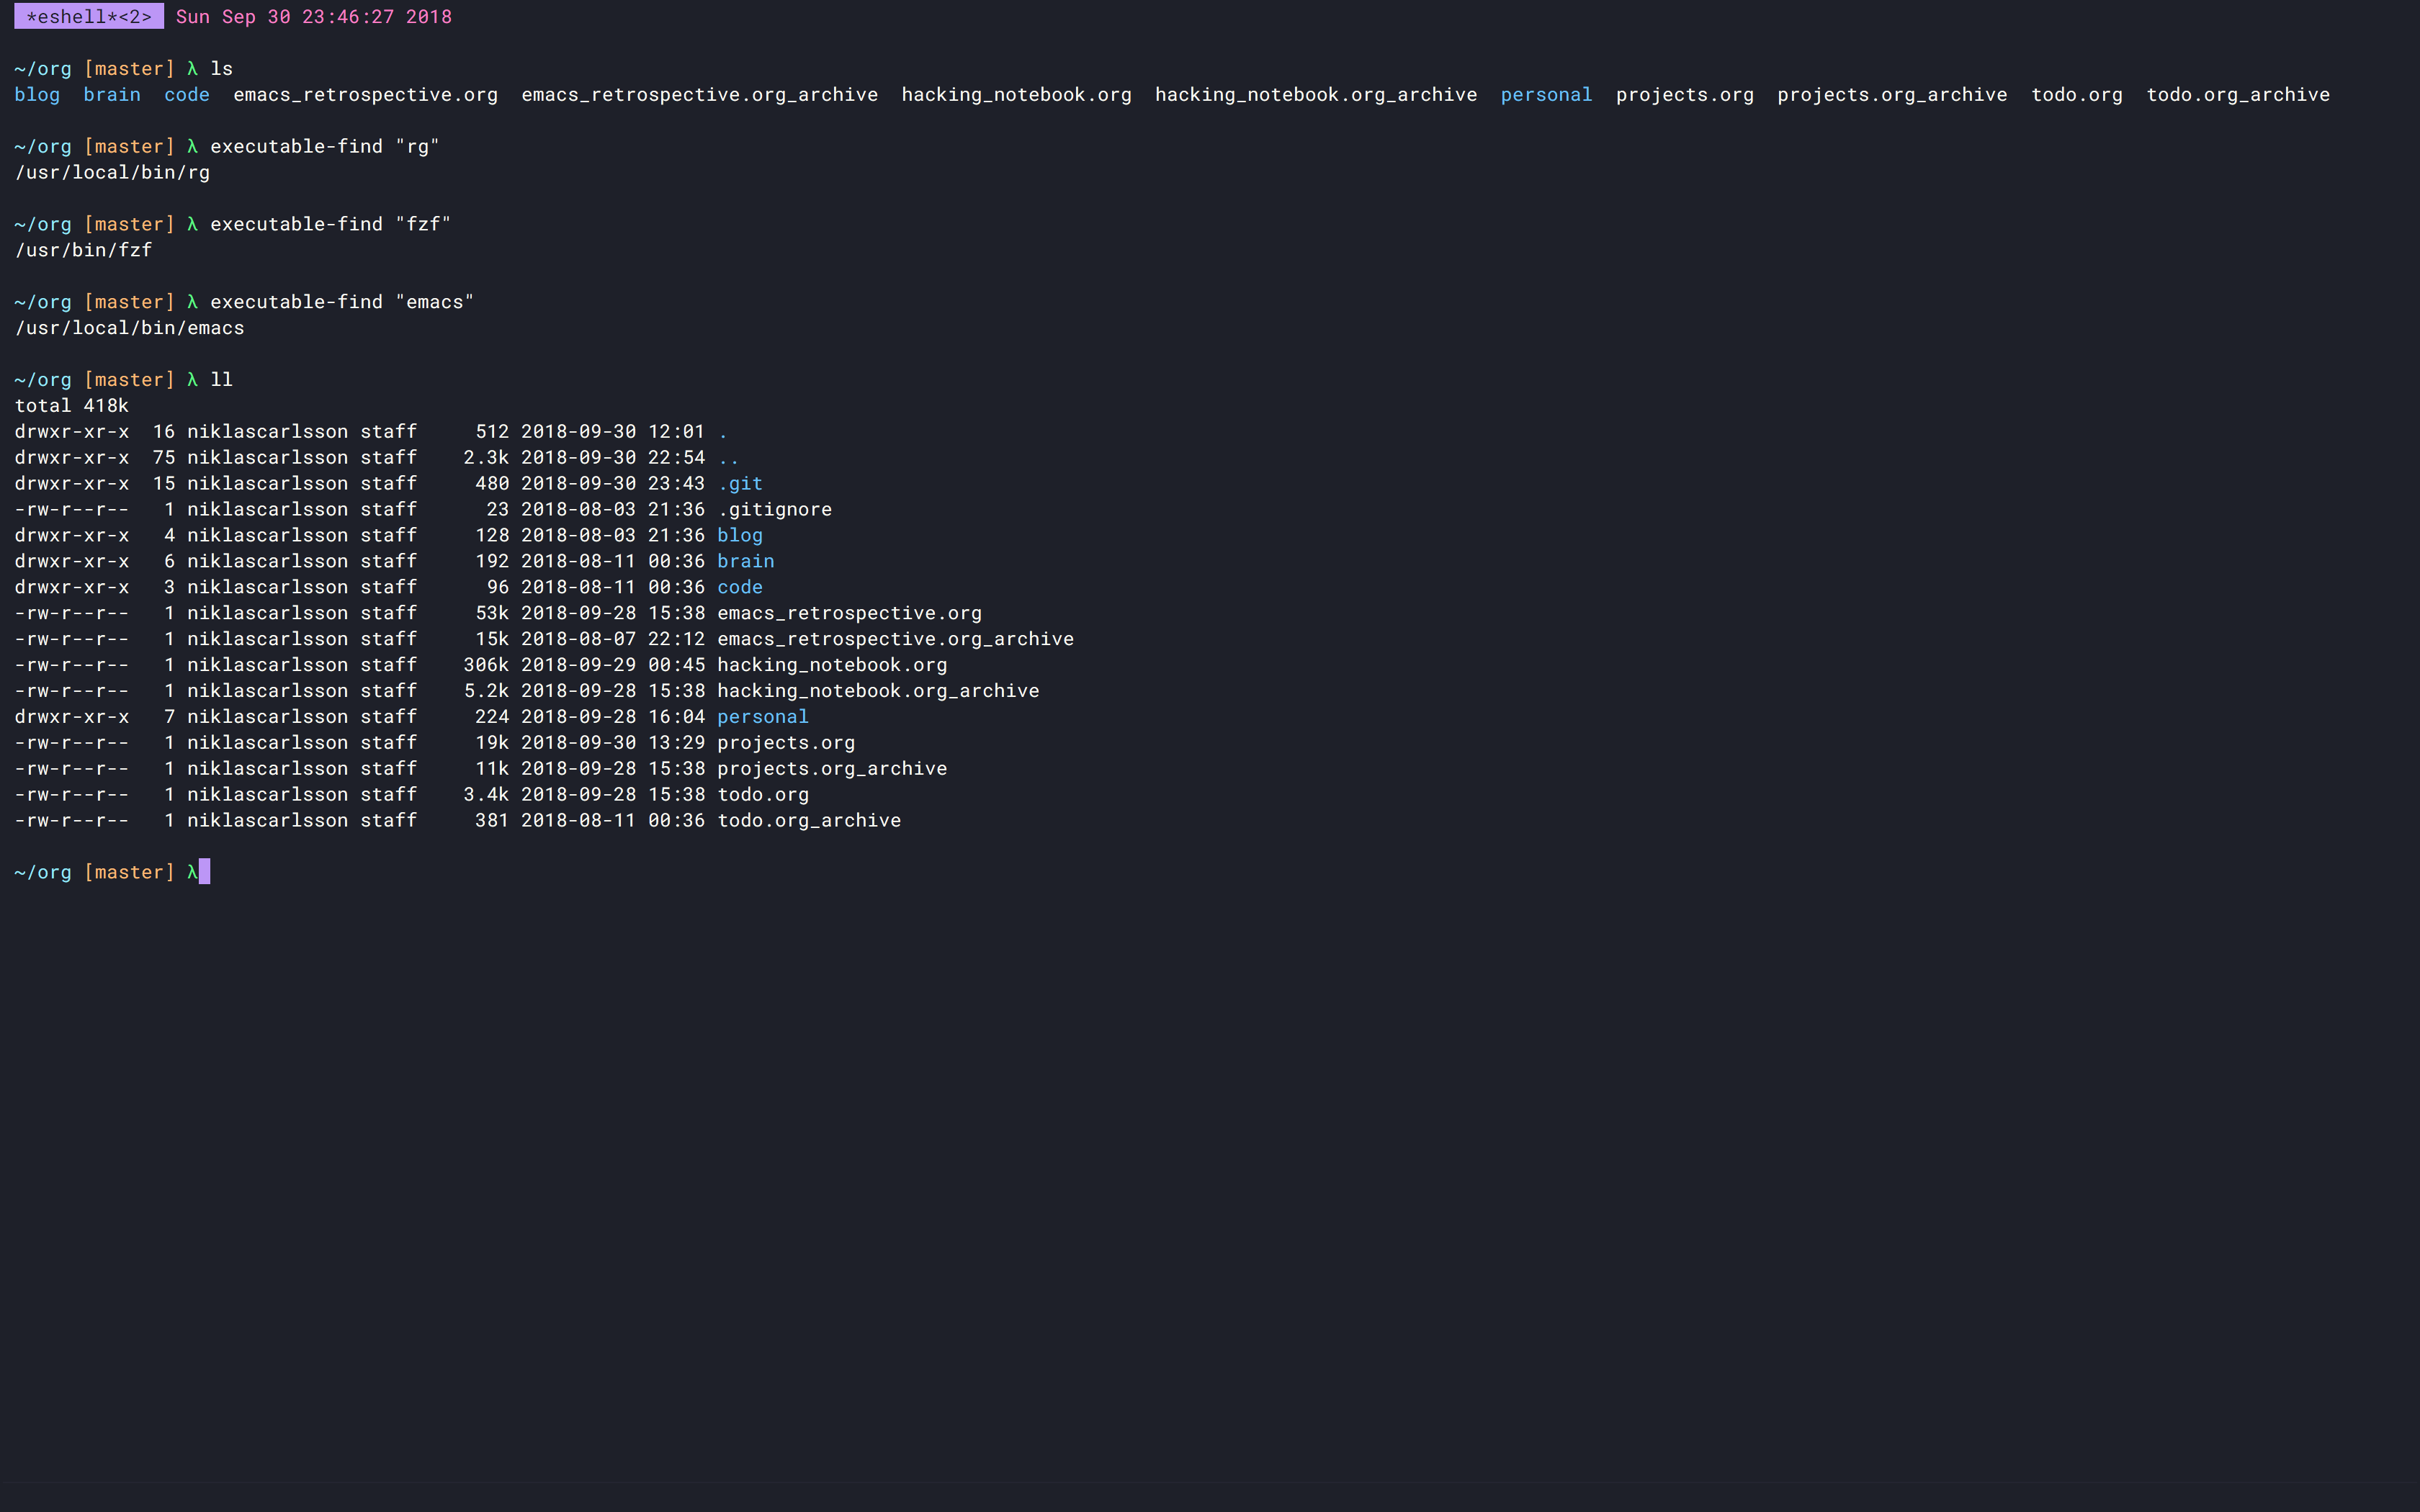 *eshell*<2> Sun Sep 30 23:46:27 2018
~/org [master] λ ls
blog  brain  code  emacs_retrospective.org  emacs_retrospective.org_archive  hacking_notebook.org  hacking_notebook.org_archive  personal  projects.org  projects.org_archive  todo.org  todo.org_archive
~/org [master] λ executable-find "rg"
/usr/local/bin/rg
~/org [master] λ executable-find "fzf"
/usr/bin/fzf
~/org [master] λ executable-find "emacs"
/usr/local/bin/emacs
~/org [master] λ ll
total 418k
drwxr-xr-x  16 niklascarlsson staff     512 2018-09-30 12:01 .
drwxr-xr-x  75 niklascarlsson staff    2.3k 2018-09-30 22:54 ..
drwxr-xr-x  15 niklascarlsson staff     480 2018-09-30 23:43 .git
-rw-r--r--   1 niklascarlsson staff      23 2018-08-03 21:36 .gitignore
drwxr-xr-x   4 niklascarlsson staff     128 2018-08-03 21:36 blog
drwxr-xr-x   6 niklascarlsson staff     192 2018-08-11 00:36 brain
drwxr-xr-x   3 niklascarlsson staff      96 2018-08-11 00:36 code
-rw-r--r--   1 niklascarlsson staff     53k 2018-09-28 15:38 emacs_retrospective.org
-rw-r--r--   1 niklascarlsson staff     15k 2018-08-07 22:12 emacs_retrospective.org_archive
-rw-r--r--   1 niklascarlsson staff    306k 2018-09-29 00:45 hacking_notebook.org
-rw-r--r--   1 niklascarlsson staff    5.2k 2018-09-28 15:38 hacking_notebook.org_archive
drwxr-xr-x   7 niklascarlsson staff     224 2018-09-28 16:04 personal
-rw-r--r--   1 niklascarlsson staff     19k 2018-09-30 13:29 projects.org
-rw-r--r--   1 niklascarlsson staff     11k 2018-09-28 15:38 projects.org_archive
-rw-r--r--   1 niklascarlsson staff    3.4k 2018-09-28 15:38 todo.org
-rw-r--r--   1 niklascarlsson staff     381 2018-08-11 00:36 todo.org_archive
~/org [master] λ